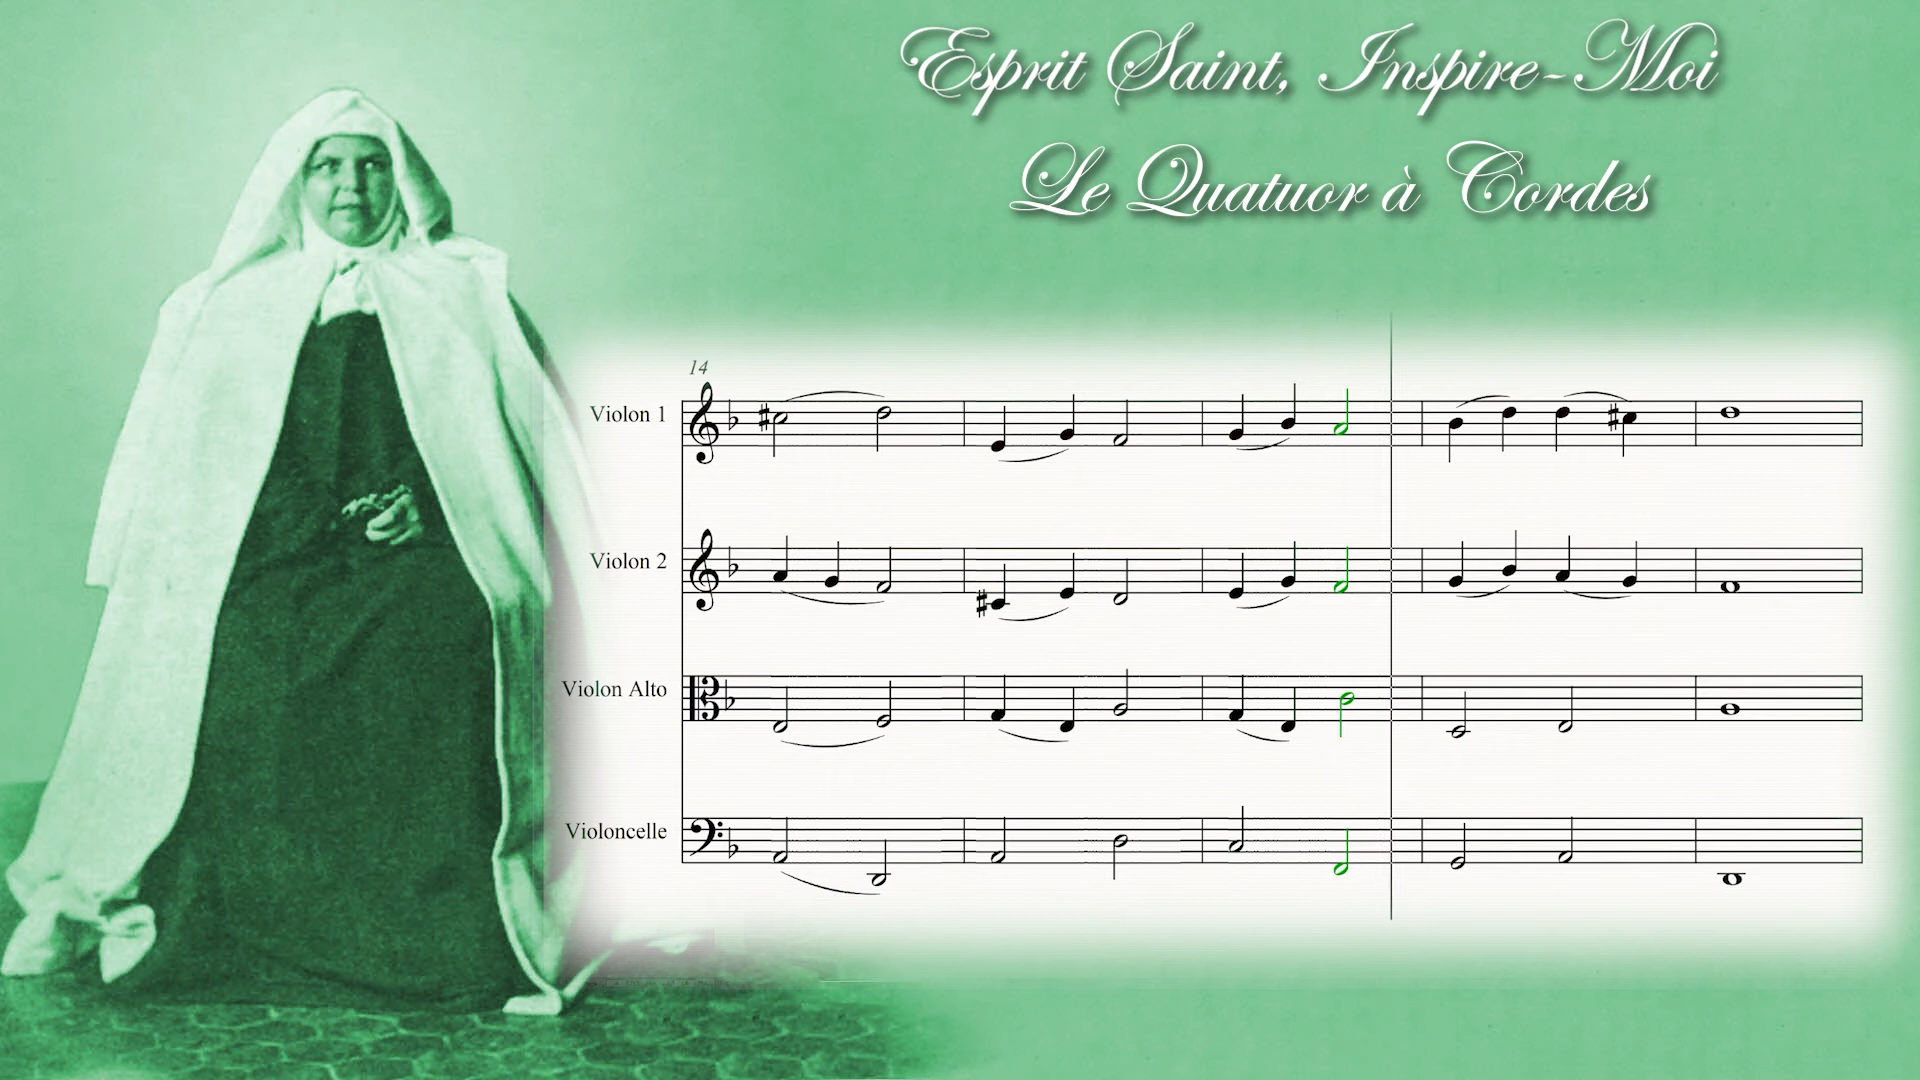 Esprit Saint, Inspire-Moi
Le Quatuor à Cordes
14
Violon 1
Violon 2
Violon Alto
Violoncelle